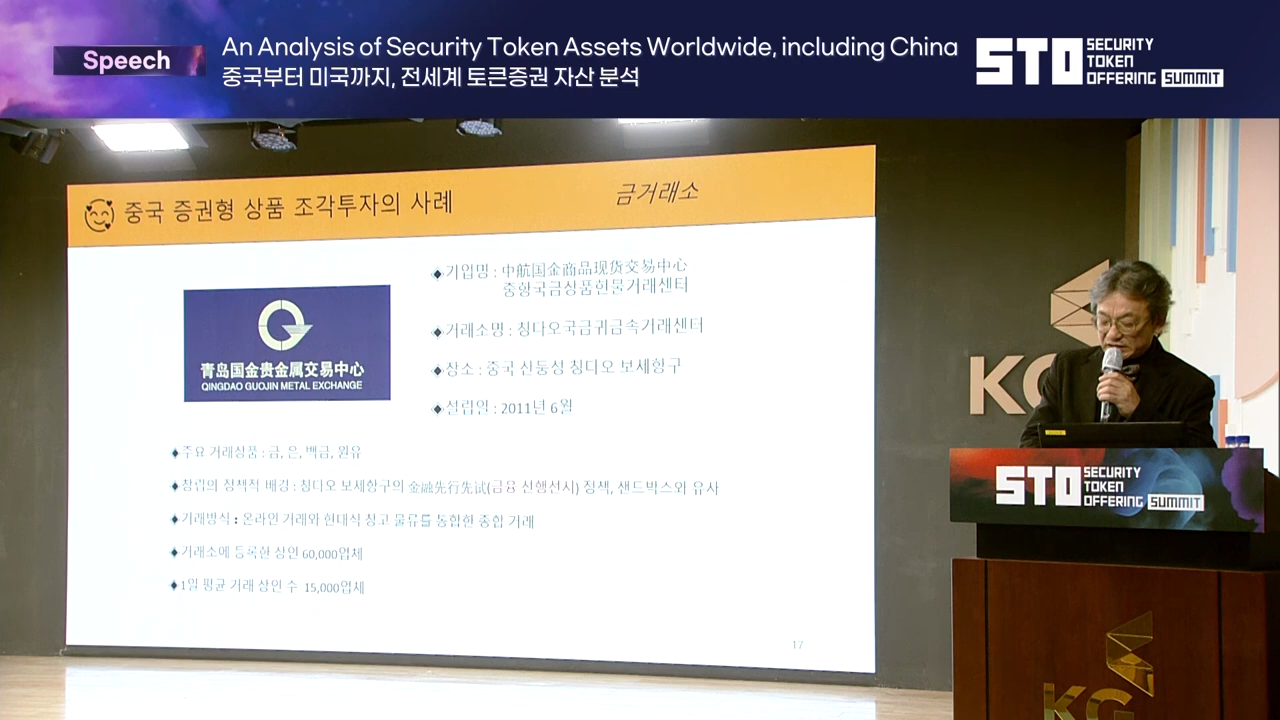 Speech
An Analysis of Security Token Assets Worldwide, including China
중국부터 미국까지, 전세계 토큰증권 자산 분석
STO SECURITY
TOKEN
OFFERING SUMMIT
중국 증권형 상품 조각투자의 사례
금거래소
青岛国金贵金属交易中心
QINGDAO GUOJIN METAL EXCHANGE
◆기업명 : 中航国金商品现货交易中心
중항국금상품현물거래센터
◆거래소명 : 칭다오국금귀금속거래센터
◆장소 : 중국 산둥성 칭다오 보세항구
◆설립일 : 2011년 6월
◆주요 거래상품 : 금, 은, 백금, 원유
◆창립의 정책적 배경 : 칭다오 보세항구의 金融先行先试(금융 선행선시) 정책, 샌드박스와 유사
◆거래방식 : 온라인 거래와 현대식 창고 물류를 통합한 종합 거래
◆거래소에 등록한 상인 60,000업체
◆1일 평균 거래 상인 수 15,000업체
17
KG
STO SECURITY
TOKEN
OFFERING SUMMIT
KG